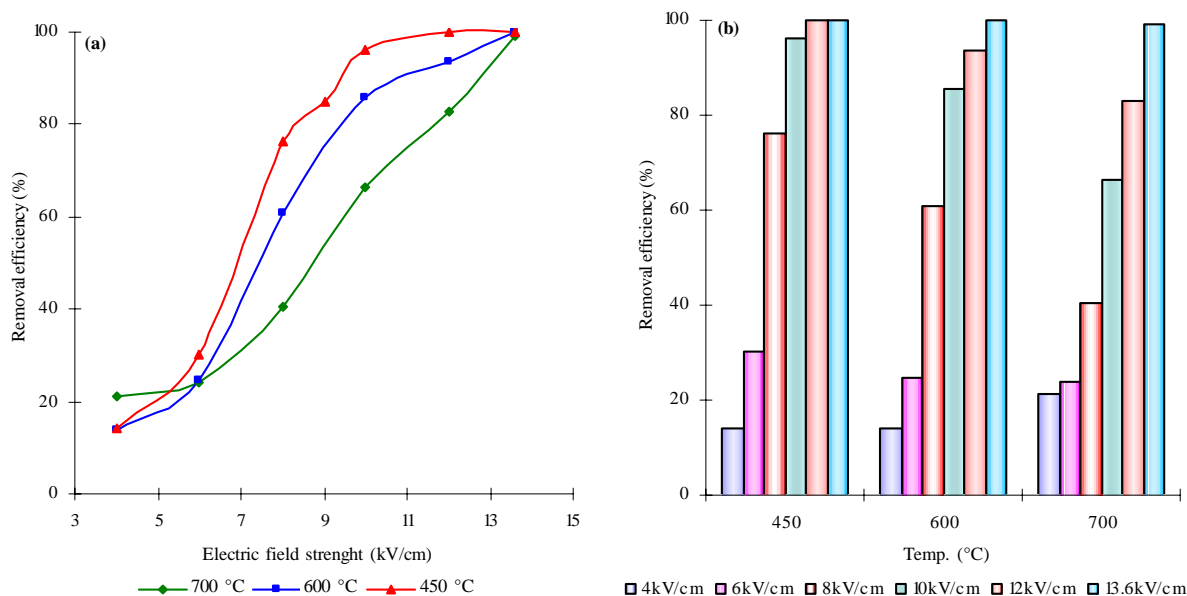 (a)
Removal efficiency (%)
100
80
60
40
20
0
3 5 7 9 11 13 15
Electric field strenght (kV/cm)
700 °C 600 °C 450 °C
(b)
Removal efficiency (%)
100
80
60
40
20
0
450 600 700
Temp. (°C)
4kV/cm 6kV/cm 8kV/cm 10kV/cm 12kV/cm 13.6kV/cm